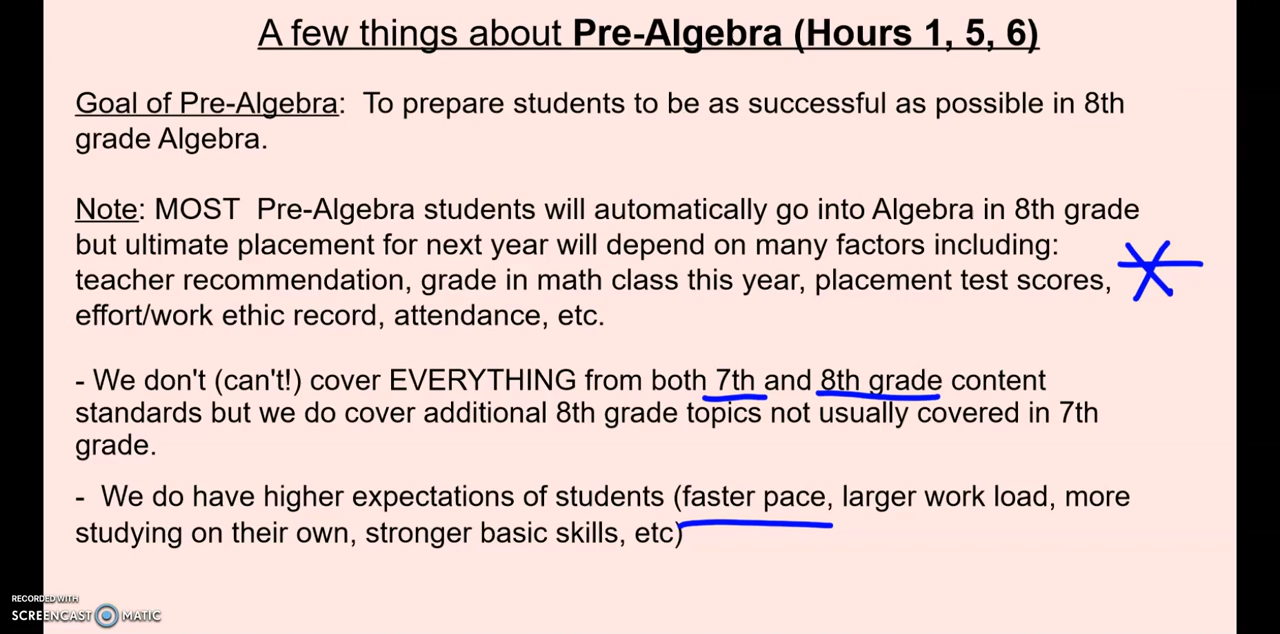 A few things about Pre-Algebra (Hours 1, 5, 6)
Goal of Pre-Algebra: To prepare students to be as successful as possible in 8th
grade Algebra.
Note: MOST Pre-Algebra students will automatically go into Algebra in 8th grade
but ultimate placement for next year will depend on many factors including:
teacher recommendation, grade in math class this year, placement test scores,
effort/work ethic record, attendance, etc.
- We don't (can't!) cover EVERYTHING from both 7th and 8th grade content
standards but we do cover additional 8th grade topics not usually covered in 7th
grade.
- We do have higher expectations of students (faster pace, larger work load, more
studying on their own, stronger basic skills, etc)
RECORDED WITH
SCREENCAST MATIC